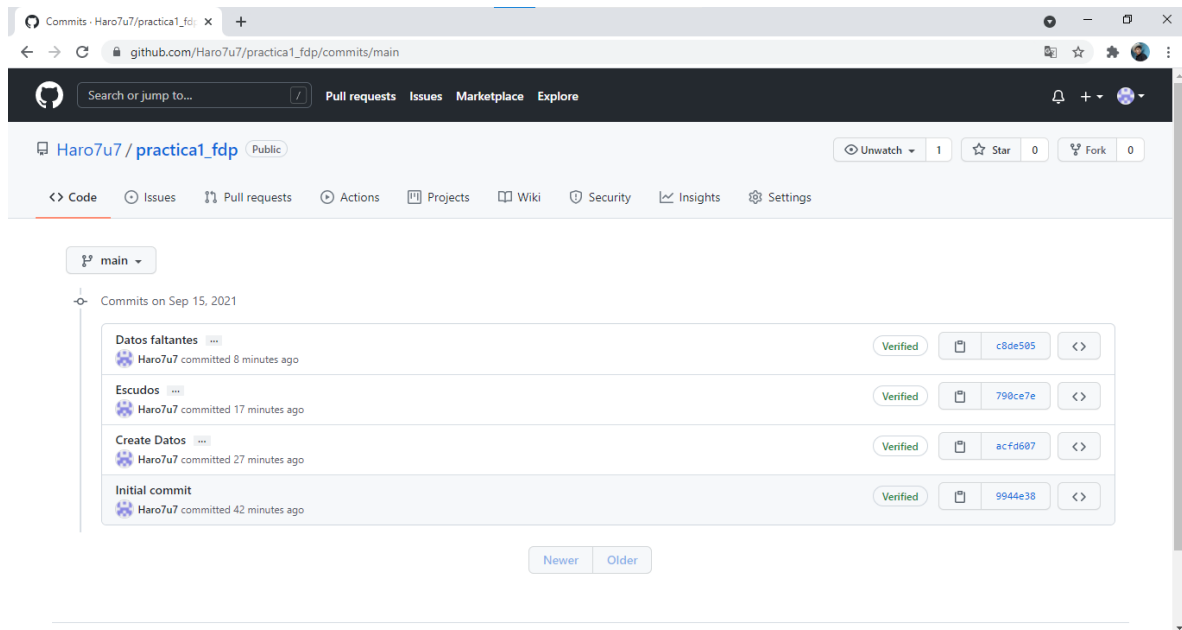 Commits · Haro7u7/practica1_fd
github.com/Haro7u7/practica1_fdp/commits/main
Search or jump to... / Pull requests Issues Marketplace Explore
Haro7u7 / practica1_fdp Public Unwatch 1 Star 0 Fork 0
<> Code Issues Pull requests Actions Projects Wiki Security Insights Settings
main
Commits on Sep 15, 2021
Datos faltantes ...
Haro7u7 committed 8 minutes ago
Verified c8de505 <>
Escudos ...
Haro7u7 committed 17 minutes ago
Verified 790ce7e <>
Create Datos ...
Haro7u7 committed 27 minutes ago
Verified acfd607 <>
Initial commit
Haro7u7 committed 42 minutes ago
Verified 9944e38 <>
Newer Older